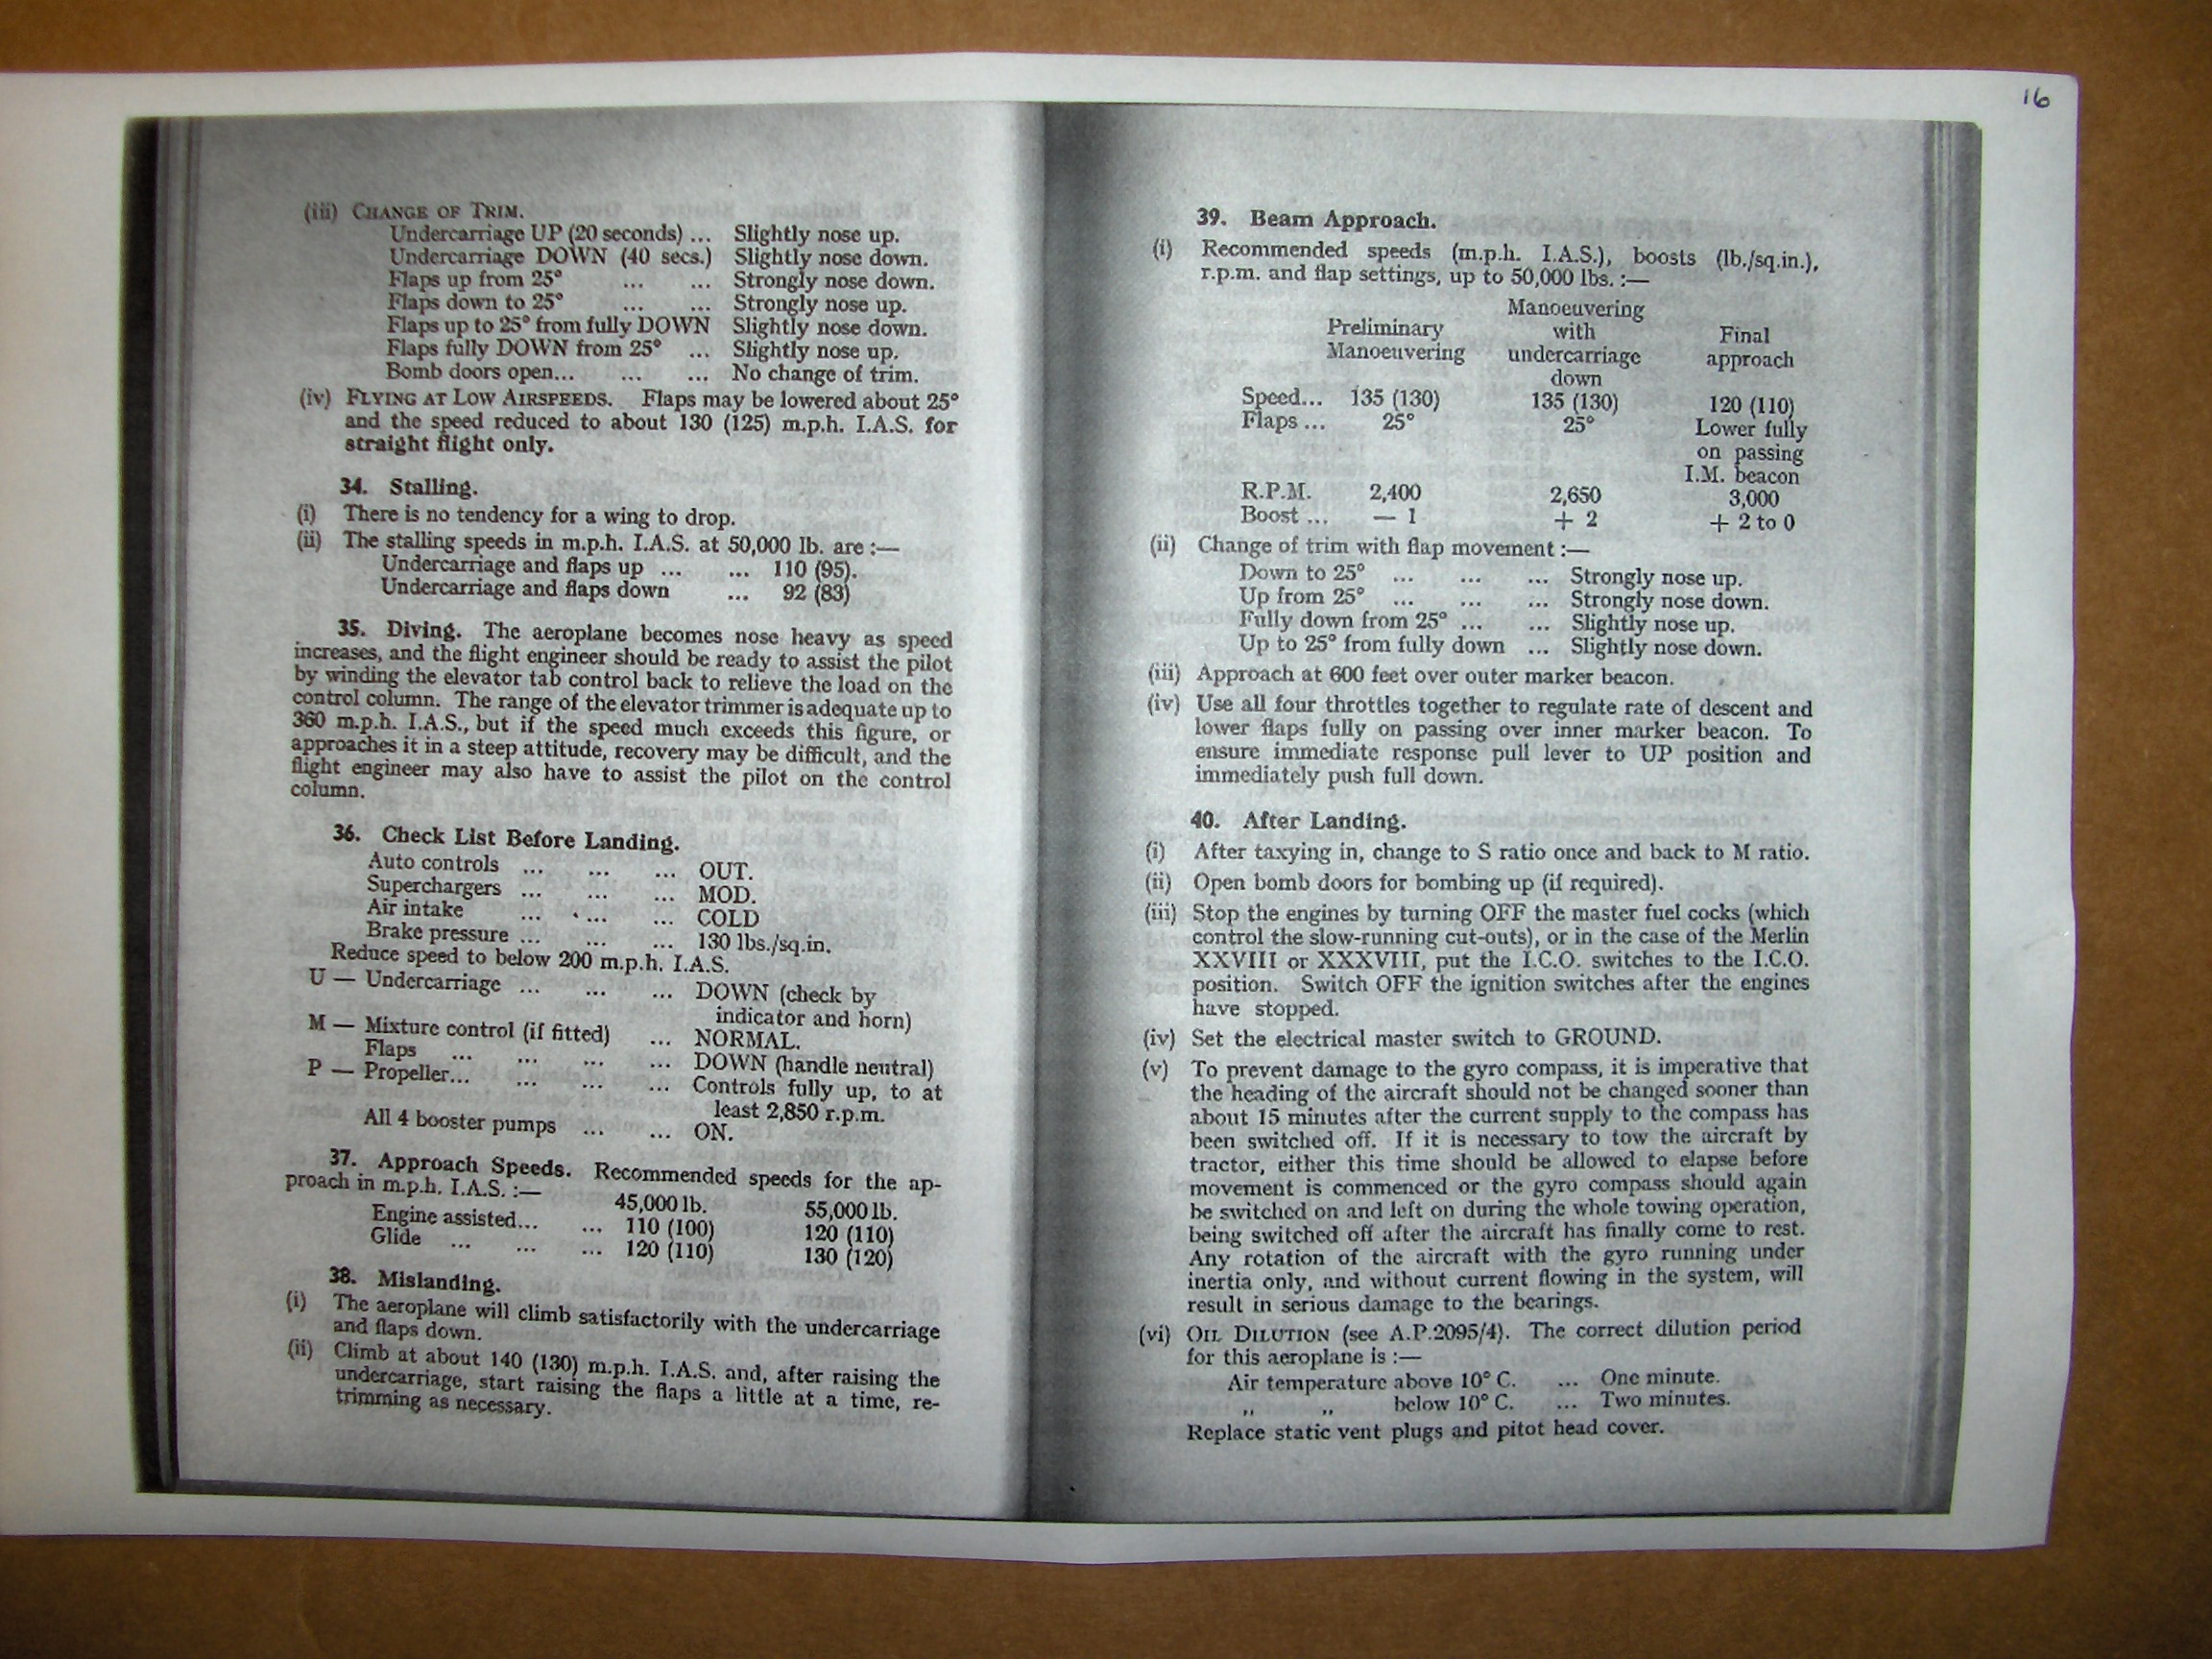 16
(iii) CHANGE OF TRIM.
Undercarriage UP (20 seconds) ... Slightly nose up.
Undercarriage DOWN (40 secs.) Slightly nose down.
Flaps up from 25° ... ... Strongly nose down.
Flaps down to 25° ... ... Strongly nose up.
Flaps up to 25° from fully DOWN Slightly nose down.
Flaps fully DOWN from 25° ... Slightly nose up.
Bomb doors open... ... ... No change of trim.
(iv) FLYING AT LOW AIRSPEEDS. Flaps may be lowered about 25°
and the speed reduced to about 130 (125) m.p.h. I.A.S. for
straight flight only.
34. Stalling.
(i) There is no tendency for a wing to drop.
(ii) The stalling speeds in m.p.h. I.A.S. at 50,000 lb. are :—
Undercarriage and flaps up ... ... 110 (95).
Undercarriage and flaps down ... 92 (83)
35. Diving. The aeroplane becomes nose heavy as speed
increases, and the flight engineer should be ready to assist the pilot
by winding the elevator tab control back to relieve the load on the
control column. The range of the elevator trimmer is adequate up to
360 m.p.h. I.A.S., but if the speed much exceeds this figure, or
approaches it in a steep attitude, recovery may be difficult, and the
flight engineer may also have to assist the pilot on the control
column.
36. Check List Before Landing.
Auto controls ... ... ... OUT.
Superchargers ... ... ... MOD.
Air intake ... ... ... COLD
Brake pressure ... ... ... 130 lbs./sq.in.
Reduce speed to below 200 m.p.h. I.A.S.
U — Undercarriage ... ... ... DOWN (check by
indicator and horn)
M — Mixture control (if fitted) ... NORMAL.
Flaps ... ... ... ... DOWN (handle neutral)
P — Propeller... ... ... ... Controls fully up, to at
least 2,850 r.p.m.
All 4 booster pumps ... ... ON.
37. Approach Speeds. Recommended speeds for the ap-
proach in m.p.h. I.A.S. :—
45,000 lb. 55,000 lb.
Engine assisted... ... 110 (100) 120 (110)
Glide ... ... ... 120 (110) 130 (120)
38. Mislanding.
(i) The aeroplane will climb satisfactorily with the undercarriage
and flaps down.
(ii) Climb at about 140 (130) m.p.h. I.A.S. and, after raising the
undercarriage, start raising the flaps a little at a time, re-
trimming as necessary.
39. Beam Approach.
(i) Recommended speeds (m.p.h. I.A.S.), boosts (lb./sq.in.),
r.p.m. and flap settings, up to 50,000 lbs. :—
Manoeuvering
Preliminary with Final
Manoeuvering undercarriage approach
down
Speed... 135 (130) 135 (130) 120 (110)
Flaps ... 25° 25° Lower fully
on passing
I.M. beacon
R.P.M. 2,400 2,650 3,000
Boost ... — 1 + 2 + 2 to 0
(ii) Change of trim with flap movement :—
Down to 25° ... ... ... Strongly nose up.
Up from 25° ... ... ... Strongly nose down.
Fully down from 25° ... ... Slightly nose up.
Up to 25° from fully down ... Slightly nose down.
(iii) Approach at 600 feet over outer marker beacon.
(iv) Use all four throttles together to regulate rate of descent and
lower flaps fully on passing over inner marker beacon. To
ensure immediate response pull lever to UP position and
immediately push full down.
40. After Landing.
(i) After taxying in, change to S ratio once and back to M ratio.
(ii) Open bomb doors for bombing up (if required).
(iii) Stop the engines by turning OFF the master fuel cocks (which
control the slow-running cut-outs), or in the case of the Merlin
XXVIII or XXXVIII, put the I.C.O. switches to the I.C.O.
position. Switch OFF the ignition switches after the engines
have stopped.
(iv) Set the electrical master switch to GROUND.
(v) To prevent damage to the gyro compass, it is imperative that
the heading of the aircraft should not be changed sooner than
about 15 minutes after the current supply to the compass has
been switched off. If it is necessary to tow the aircraft by
tractor, either this time should be allowed to elapse before
movement is commenced or the gyro compass should again
be switched on and left on during the whole towing operation,
being switched off after the aircraft has finally come to rest.
Any rotation of the aircraft with the gyro running under
inertia only, and without current flowing in the system, will
result in serious damage to the bearings.
(vi) OIL DILUTION (see A.P.2095/4). The correct dilution period
for this aeroplane is :—
Air temperature above 10° C. ... One minute.
,, ,, below 10° C. ... Two minutes.
Replace static vent plugs and pitot head cover.